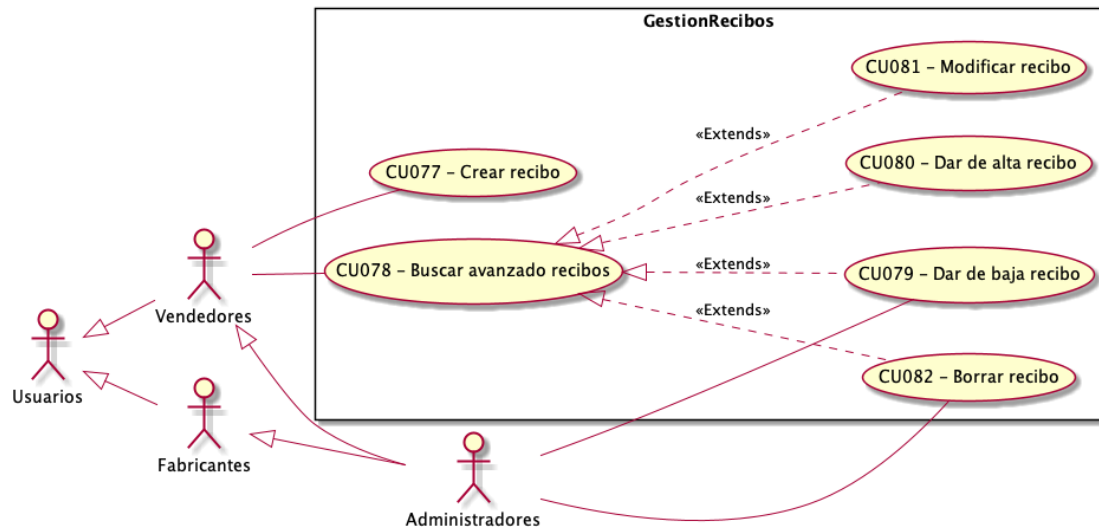 GestionRecibos
CU081 – Modificar recibo
«Extends»
CU080 – Dar de alta recibo
CU077 – Crear recibo
«Extends»
CU078 – Buscar avanzado recibos
«Extends»
CU079 – Dar de baja recibo
«Extends»
Vendedores
CU082 – Borrar recibo
Usuarios
Fabricantes
Administradores